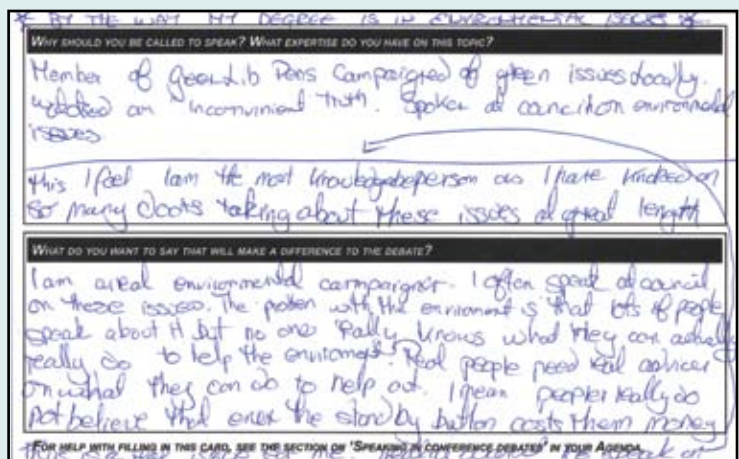 * BY THE WAY MY DEGREE IS IN ENVIRONMENTAL ISSUES *
WHY SHOULD YOU BE CALLED TO SPEAK? WHAT EXPERTISE DO YOU HAVE ON THIS TOPIC?
Member of Green Lib Dems Campaigned of green issues locally.
watched an inconvinient truth. Spoken at council on environmental
issues
this I feel I am the most knowledgable person as I have knocked on
so many doors talking about these issues at great length
WHAT DO YOU WANT TO SAY THAT WILL MAKE A DIFFERENCE TO THE DEBATE?
I am a real environmental campaigner. I often speak at council
on these issues. The problem with the environment is that lots of people
speak about it but no one really knows what they can actually
really do to help the environment. Real people need real advice
on what they can do to help out. I mean people really do
not believe that even the standby button costs them money
FOR HELP WITH FILLING IN THIS CARD, SEE THE SECTION ON 'SPEAKING IN CONFERENCE DEBATES' IN YOUR AGENDA.
this is a issue for me. speak on